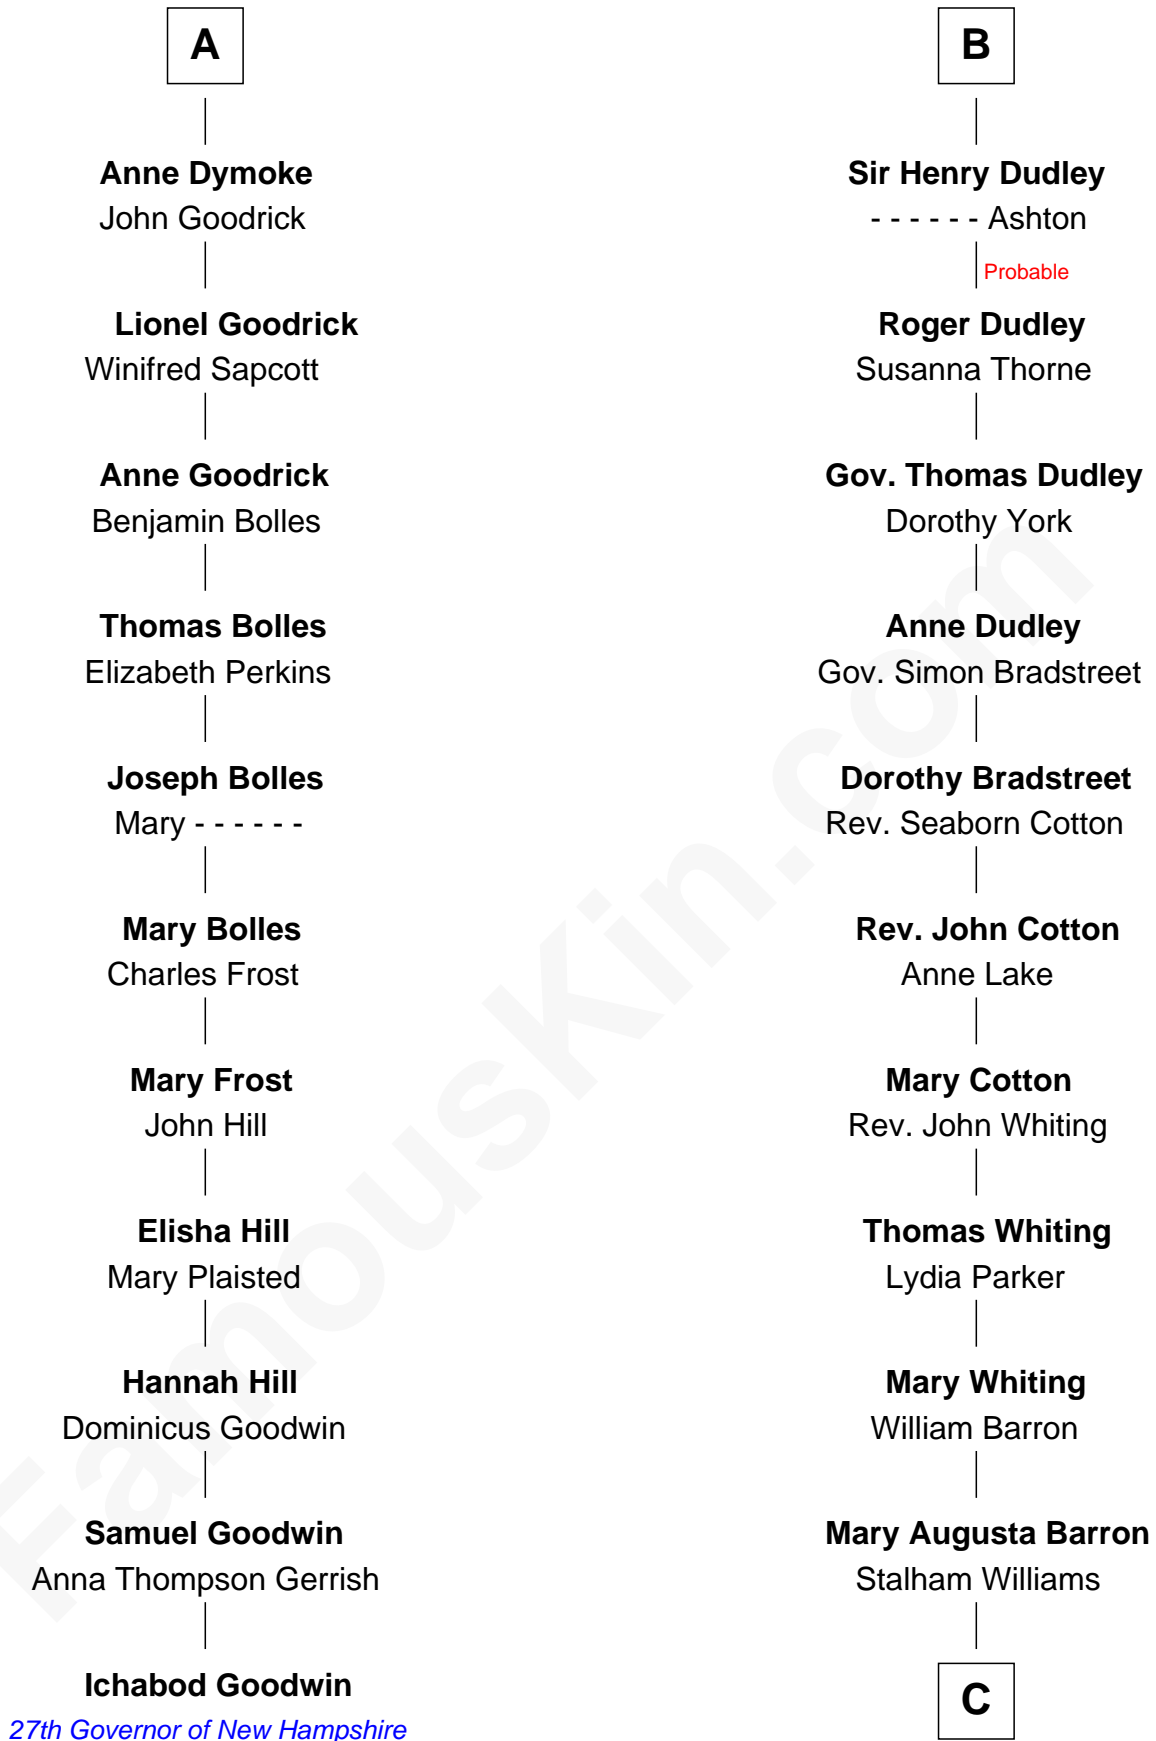 A
Anne Dymoke
John Goodrick
Lionel Goodrick
Winifred Sapcott
Anne Goodrick
Benjamin Bolles
Thomas Bolles
Elizabeth Perkins
Joseph Bolles
Mary - - - - - -
Mary Bolles
Charles Frost
Mary Frost
John Hill
Elisha Hill
Mary Plaisted
Hannah Hill
Dominicus Goodwin
Samuel Goodwin
Anna Thompson Gerrish
Ichabod Goodwin
27th Governor of New Hampshire
B
Sir Henry Dudley
- - - - - - Ashton
Probable
Roger Dudley
Susanna Thorne
Gov. Thomas Dudley
Dorothy York
Anne Dudley
Gov. Simon Bradstreet
Dorothy Bradstreet
Rev. Seaborn Cotton
Rev. John Cotton
Anne Lake
Mary Cotton
Rev. John Whiting
Thomas Whiting
Lydia Parker
Mary Whiting
William Barron
Mary Augusta Barron
Stalham Williams
C
FamousKin.com